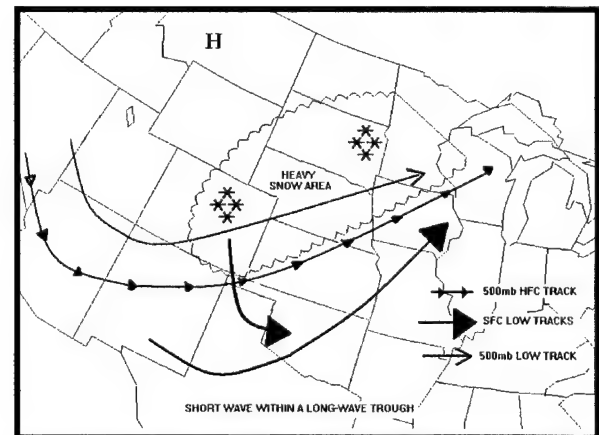 H
HEAVY
SNOW AREA
500mb HFC TRACK
SFC LOW TRACKS
500mb LOW TRACK
SHORT WAVE WITHIN A LONG-WAVE TROUGH